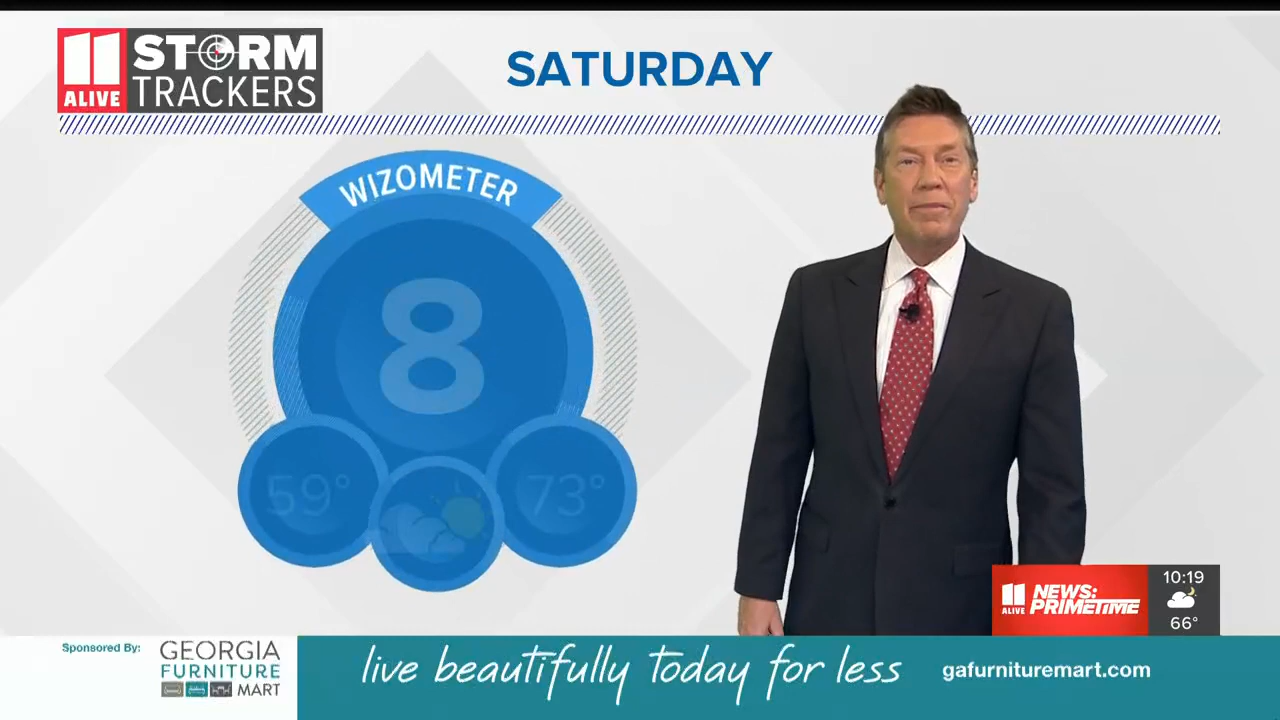 11 ALIVE
STORM
TRACKERS
SATURDAY
WIZOMETER
8
59°
73°
11 ALIVE
NEWS:
PRIMETIME
10:19
66°
Sponsored By:
GEORGIA
FURNITURE
MART
live beautifully today for less
gafurnituremart.com